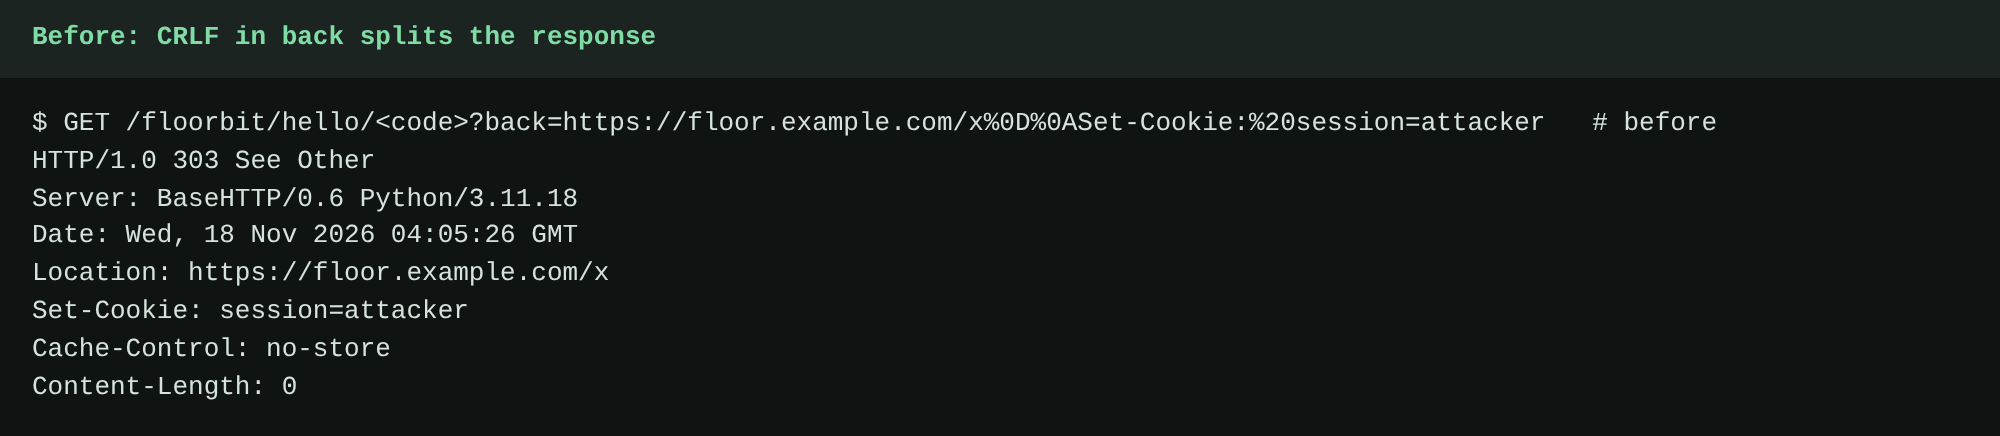 Before: CRLF in back splits the response
$ GET /floorbit/hello/<code>?back=https://floor.example.com/x%0D%0ASet-Cookie:%20session=attacker   # before
HTTP/1.0 303 See Other
Server: BaseHTTP/0.6 Python/3.11.18
Date: Wed, 18 Nov 2026 04:05:26 GMT
Location: https://floor.example.com/x
Set-Cookie: session=attacker
Cache-Control: no-store
Content-Length: 0